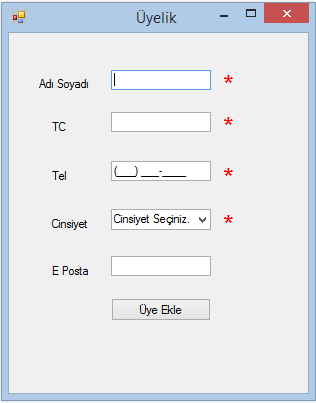 Üyelik
Adı Soyadı *
TC *
Tel (___) ___-____ *
Cinsiyet Cinsiyet Seçiniz. *
E Posta
Üye Ekle